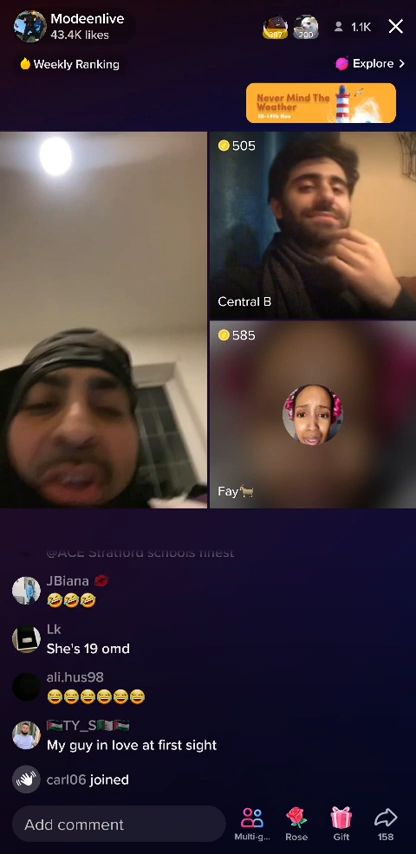 Modeenlive
43.4K likes
1.1K
Weekly Ranking
Explore
Never Mind The
Weather
505
Central B
585
Fay🐐
@ACE Stratford schools finest
JBiana 💋
🤣🤣🤣
Lk
She's 19 omd
ali.hus98
😂😂😂😂😂😂
🇵🇸TY_S🇩🇿🇵🇸
My guy in love at first sight
carl06 joined
Add comment
Multi-g...
Rose
Gift
158